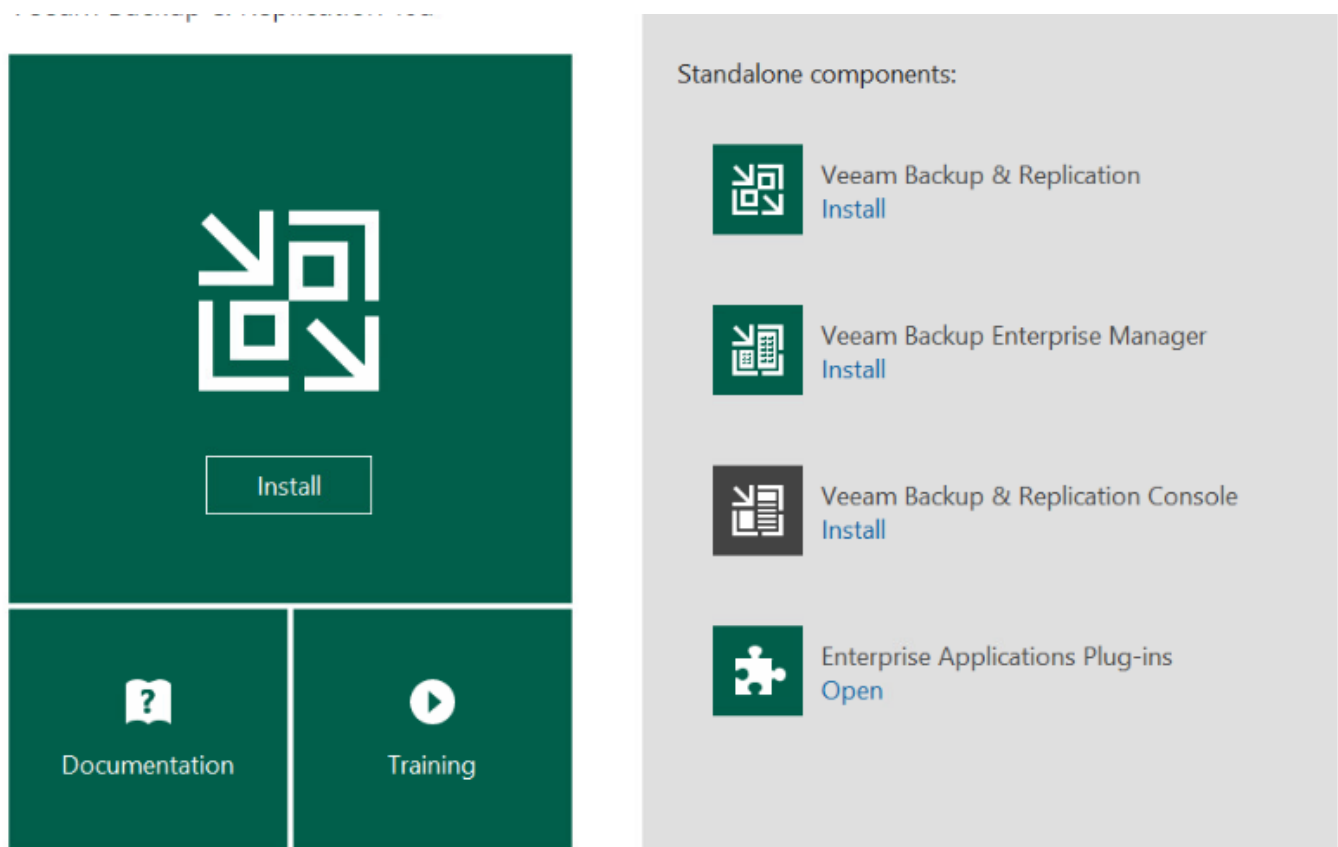 Install
Documentation
Training
Standalone components:
Veeam Backup & Replication
Install
Veeam Backup Enterprise Manager
Install
Veeam Backup & Replication Console
Install
Enterprise Applications Plug-ins
Open